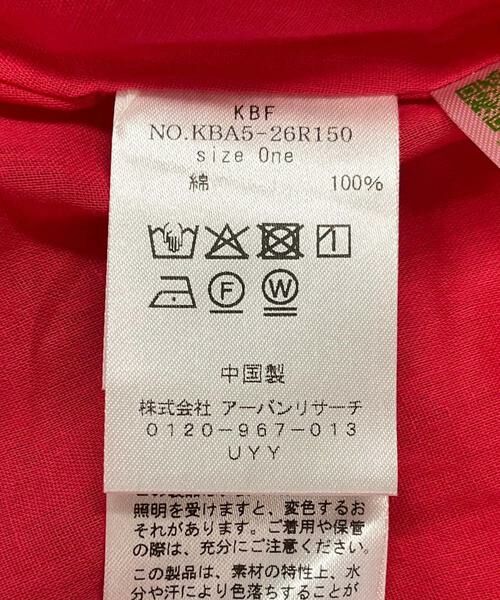 KBF
NO.KBA5-26R150
size One
綿 100%
F W
中国製
株式会社 アーバンリサーチ
0120-967-013
UYY
照明を受けますと、変色するお
それがあります。ご着用や保管
の際は、充分にご注意ください。
この製品は、素材の特性上、水
分や汗により色落ちすることが